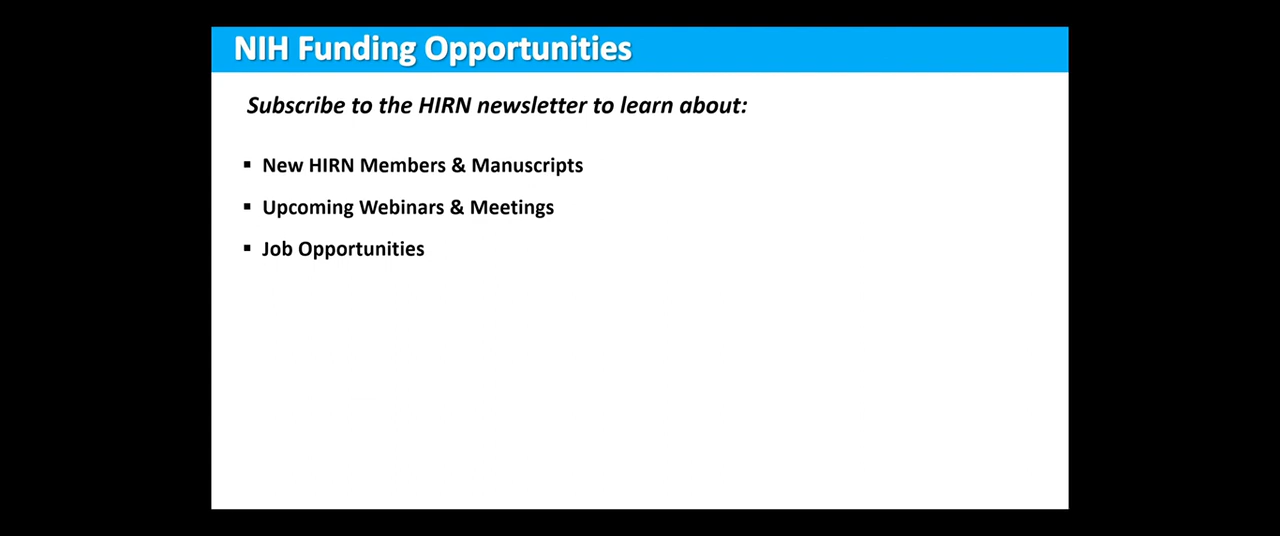 NIH Funding Opportunities
Subscribe to the HIRN newsletter to learn about:
▪ New HIRN Members & Manuscripts
▪ Upcoming Webinars & Meetings
▪ Job Opportunities